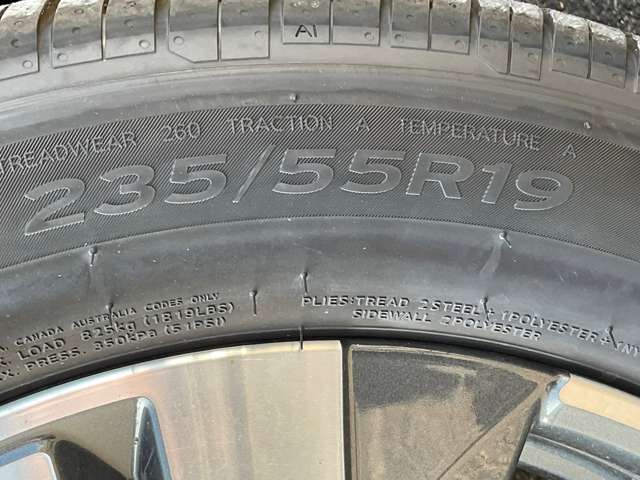 AI
TREADWEAR 260 TRACTION A TEMPERATURE A
235/55R19
CANADA AUSTRALIA CODES ONLY
LOAD 825kg (1819LBS)
PRESS. 350KPa (51PSI)
PLIES: TREAD 2STEEL+1POLYESTER+
SIDEWALL 2POLYESTER